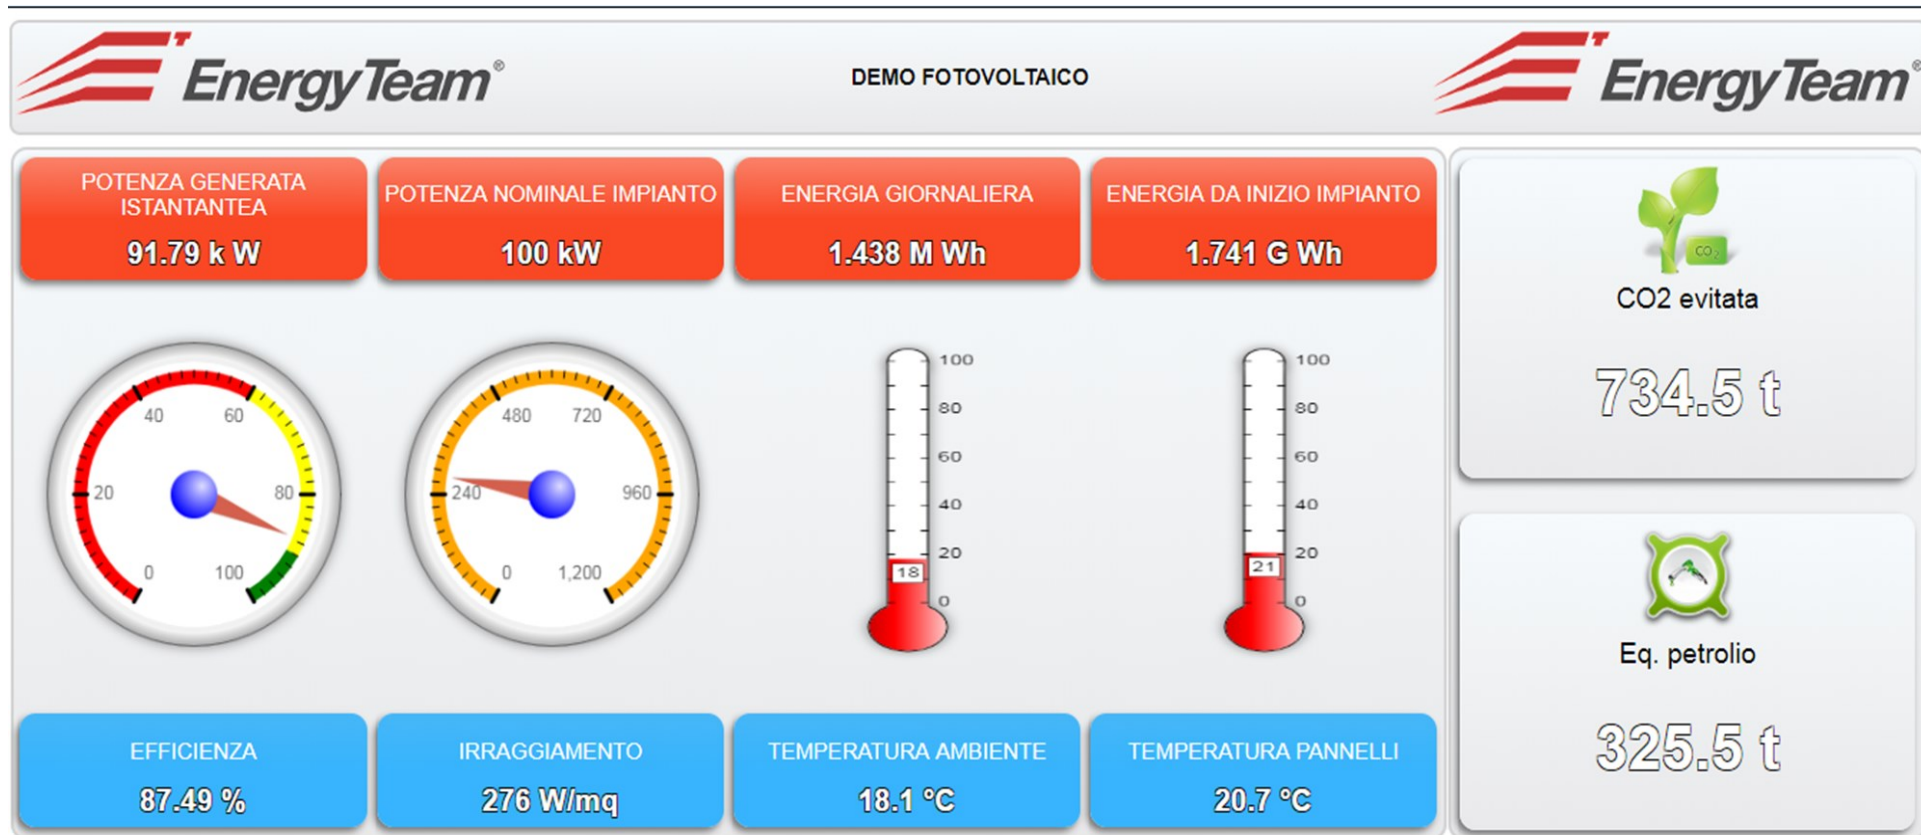 EnergyTeam®
DEMO FOTOVOLTAICO
EnergyTeam®
POTENZA GENERATA
ISTANTANTEA
91.79 k W
POTENZA NOMINALE IMPIANTO
100 kW
ENERGIA GIORNALIERA
1.438 M Wh
ENERGIA DA INIZIO IMPIANTO
1.741 G Wh
0
20
40
60
80
100
0
240
480
720
960
1,200
100
80
60
40
20
0
18
100
80
60
40
20
0
21
EFFICIENZA
87.49 %
IRRAGGIAMENTO
276 W/mq
TEMPERATURA AMBIENTE
18.1 °C
TEMPERATURA PANNELLI
20.7 °C
CO2
CO2 evitata
734.5 t
Eq. petrolio
325.5 t